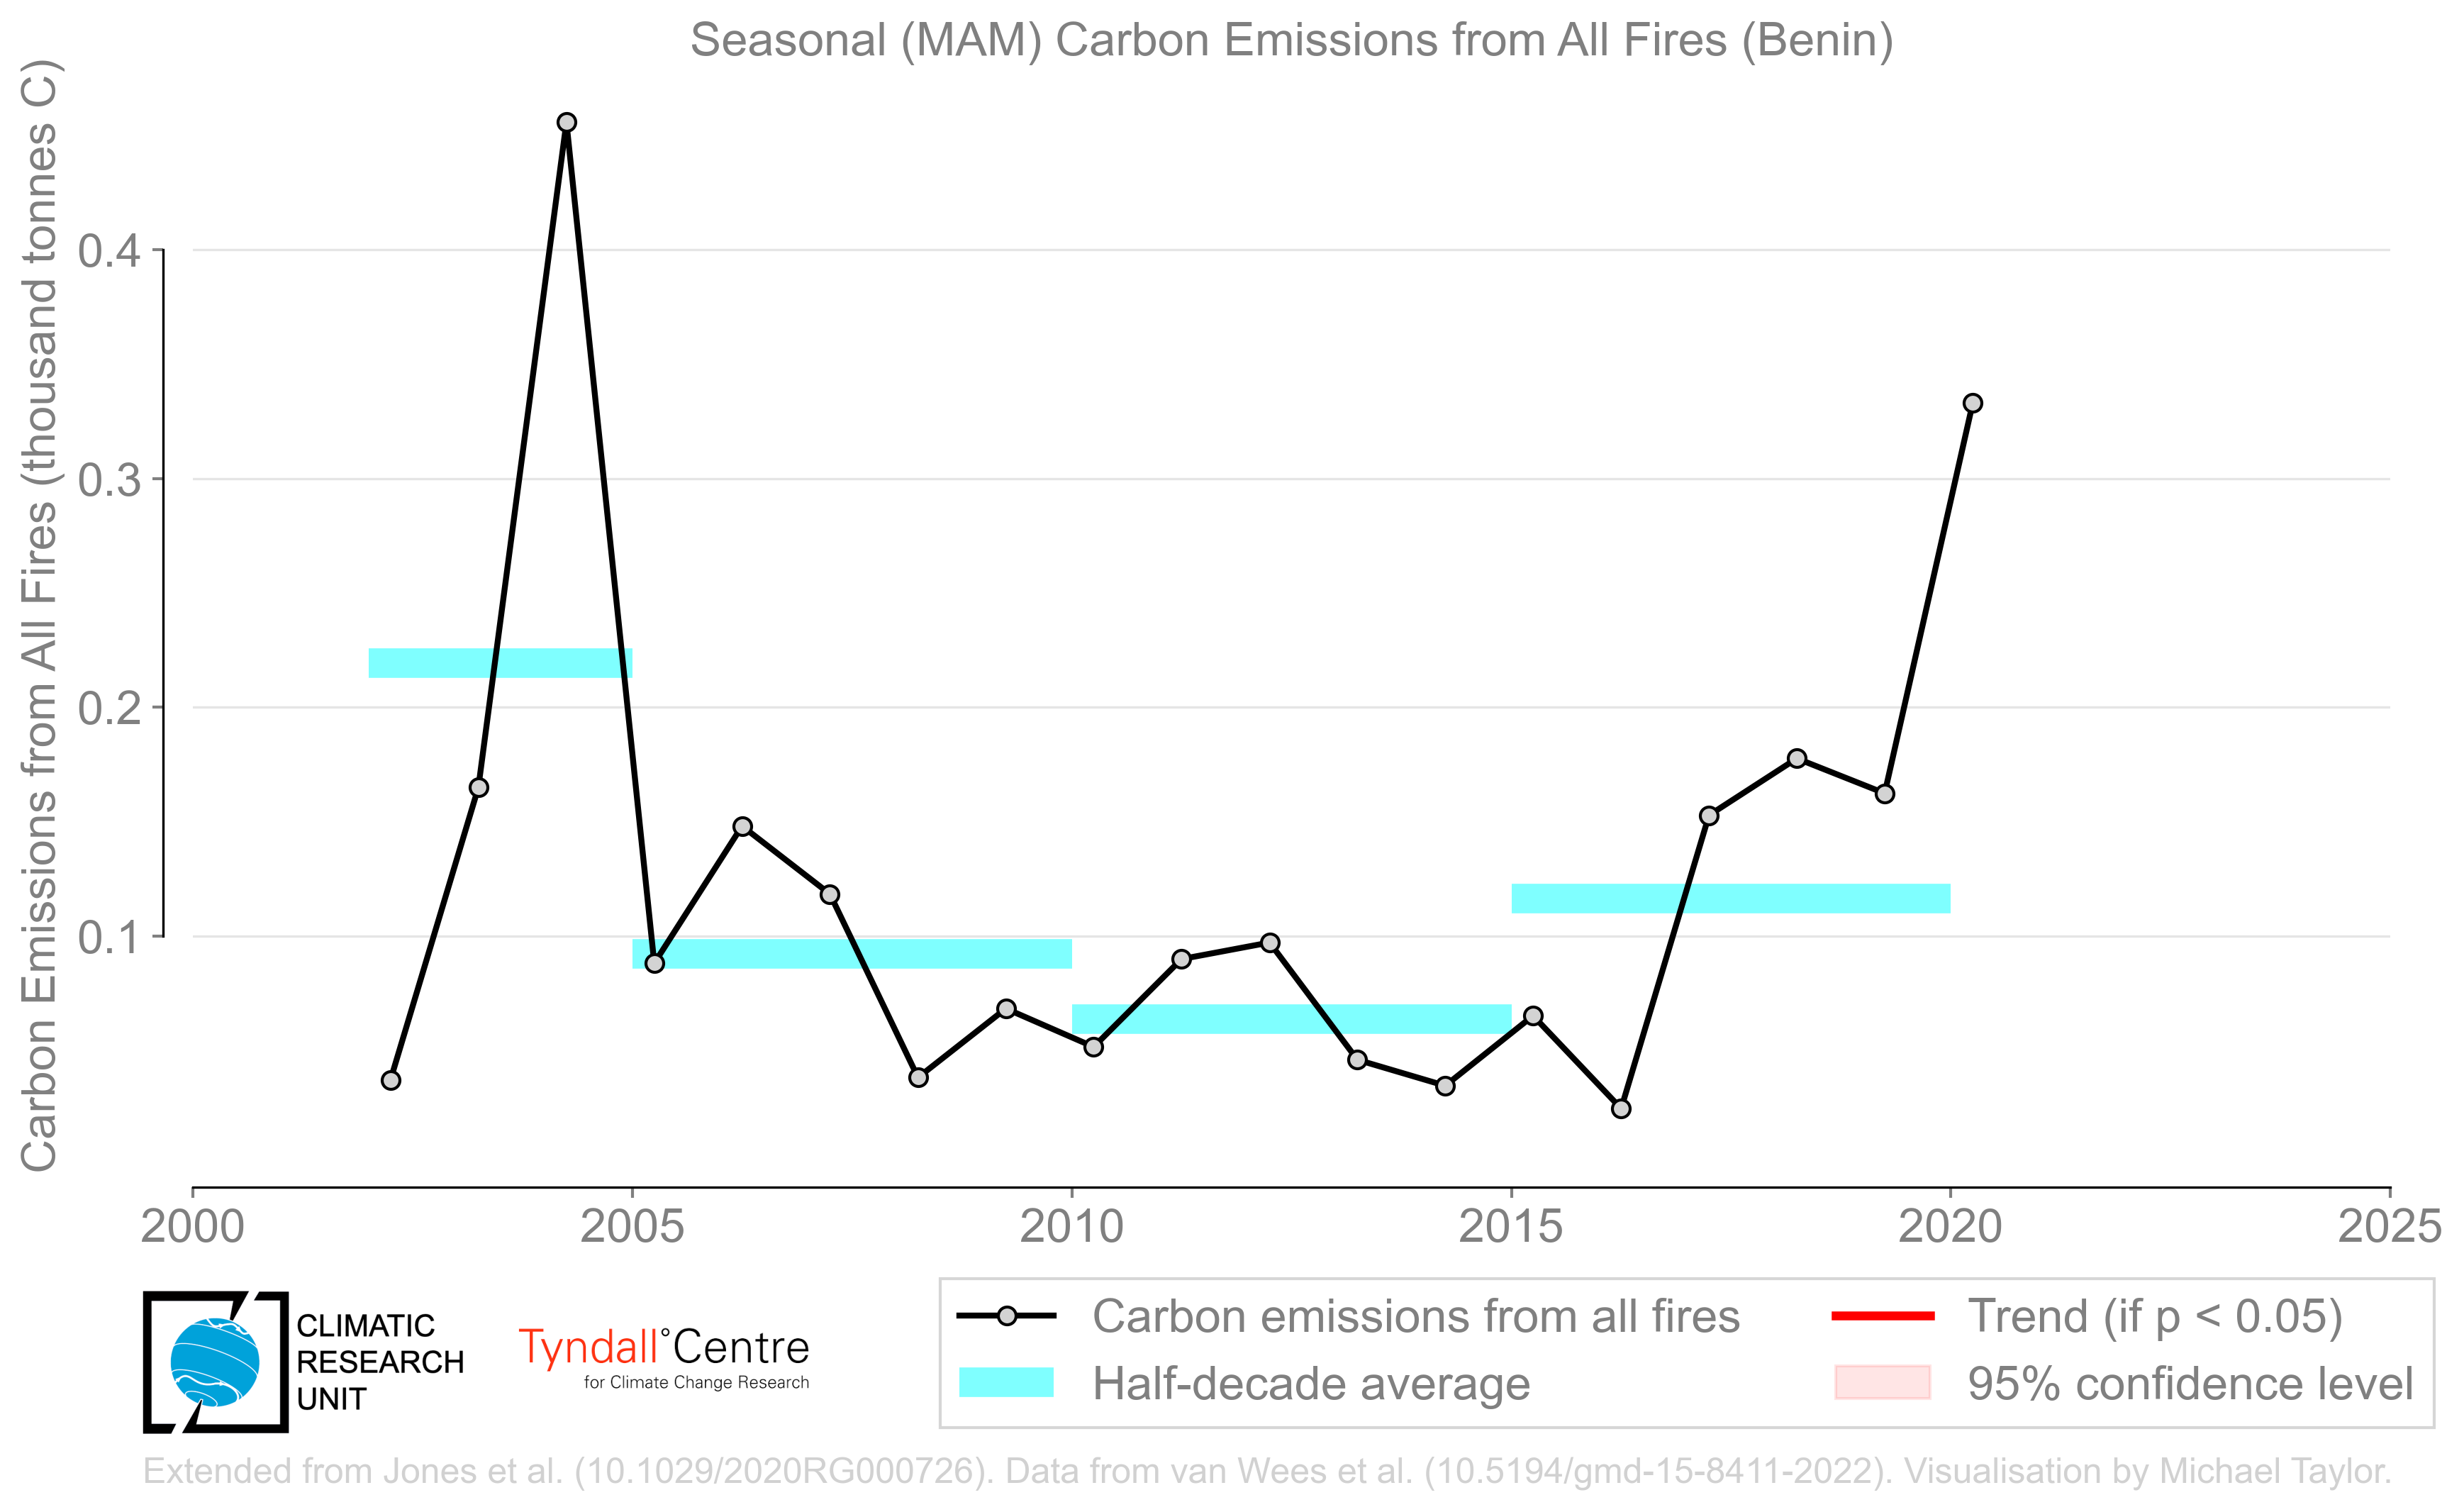 Seasonal (MAM) Carbon Emissions from All Fires (Benin)
Carbon Emissions from All Fires (thousand tonnes C)
0.4
0.3
0.2
0.1
2000 2005 2010 2015 2020 2025
CLIMATIC
RESEARCH
UNIT
Tyndall°Centre
for Climate Change Research
Carbon emissions from all fires
Half-decade average
Trend (if p < 0.05)
95% confidence level
Extended from Jones et al. (10.1029/2020RG000726). Data from van Wees et al. (10.5194/gmd-15-8411-2022). Visualisation by Michael Taylor.